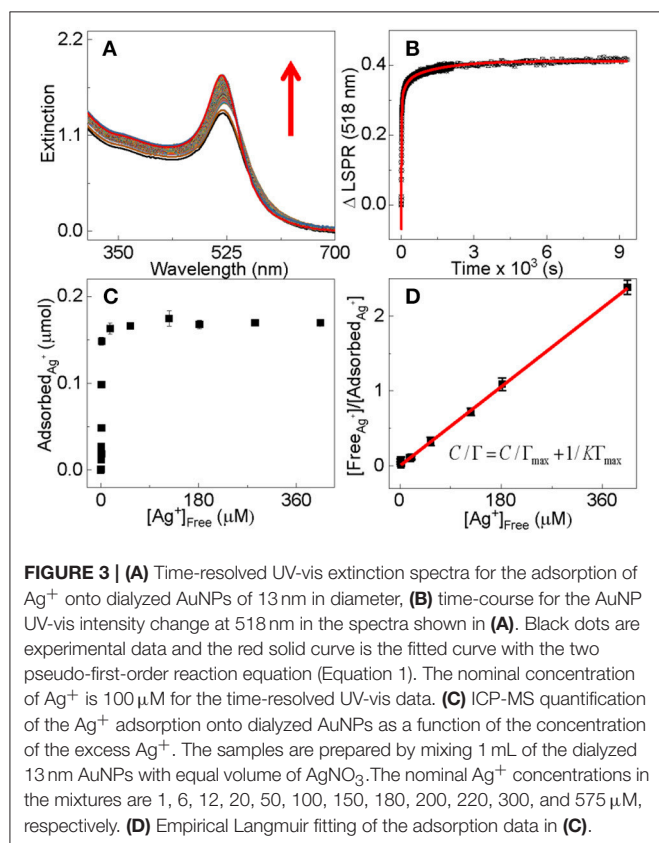 A
2.2
1.1
0.0
Extinction
350
525
700
Wavelength (nm)
B
0.4
0.2
0.0
Δ LSPR (518 nm)
0
3
6
9
Time x 10³ (s)
C
0.2
0.1
0.0
Adsorbed_Ag⁺ (μmol)
0
180
360
[Ag⁺]Free (μM)
D
2
1
0
[Free_Ag⁺]/[Adsorbed_Ag⁺]
C/Γ = C/Γmax + 1/KΓmax
0
180
360
[Ag⁺]Free (μM)
FIGURE 3 | (A) Time-resolved UV-vis extinction spectra for the adsorption of
Ag⁺ onto dialyzed AuNPs of 13 nm in diameter, (B) time-course for the AuNP
UV-vis intensity change at 518 nm in the spectra shown in (A). Black dots are
experimental data and the red solid curve is the fitted curve with the two
pseudo-first-order reaction equation (Equation 1). The nominal concentration
of Ag⁺ is 100 μM for the time-resolved UV-vis data. (C) ICP-MS quantification
of the Ag⁺ adsorption onto dialyzed AuNPs as a function of the concentration
of the excess Ag⁺. The samples are prepared by mixing 1 mL of the dialyzed
13 nm AuNPs with equal volume of AgNO₃.The nominal Ag⁺ concentrations in
the mixtures are 1, 6, 12, 20, 50, 100, 150, 180, 200, 220, 300, and 575 μM,
respectively. (D) Empirical Langmuir fitting of the adsorption data in (C).